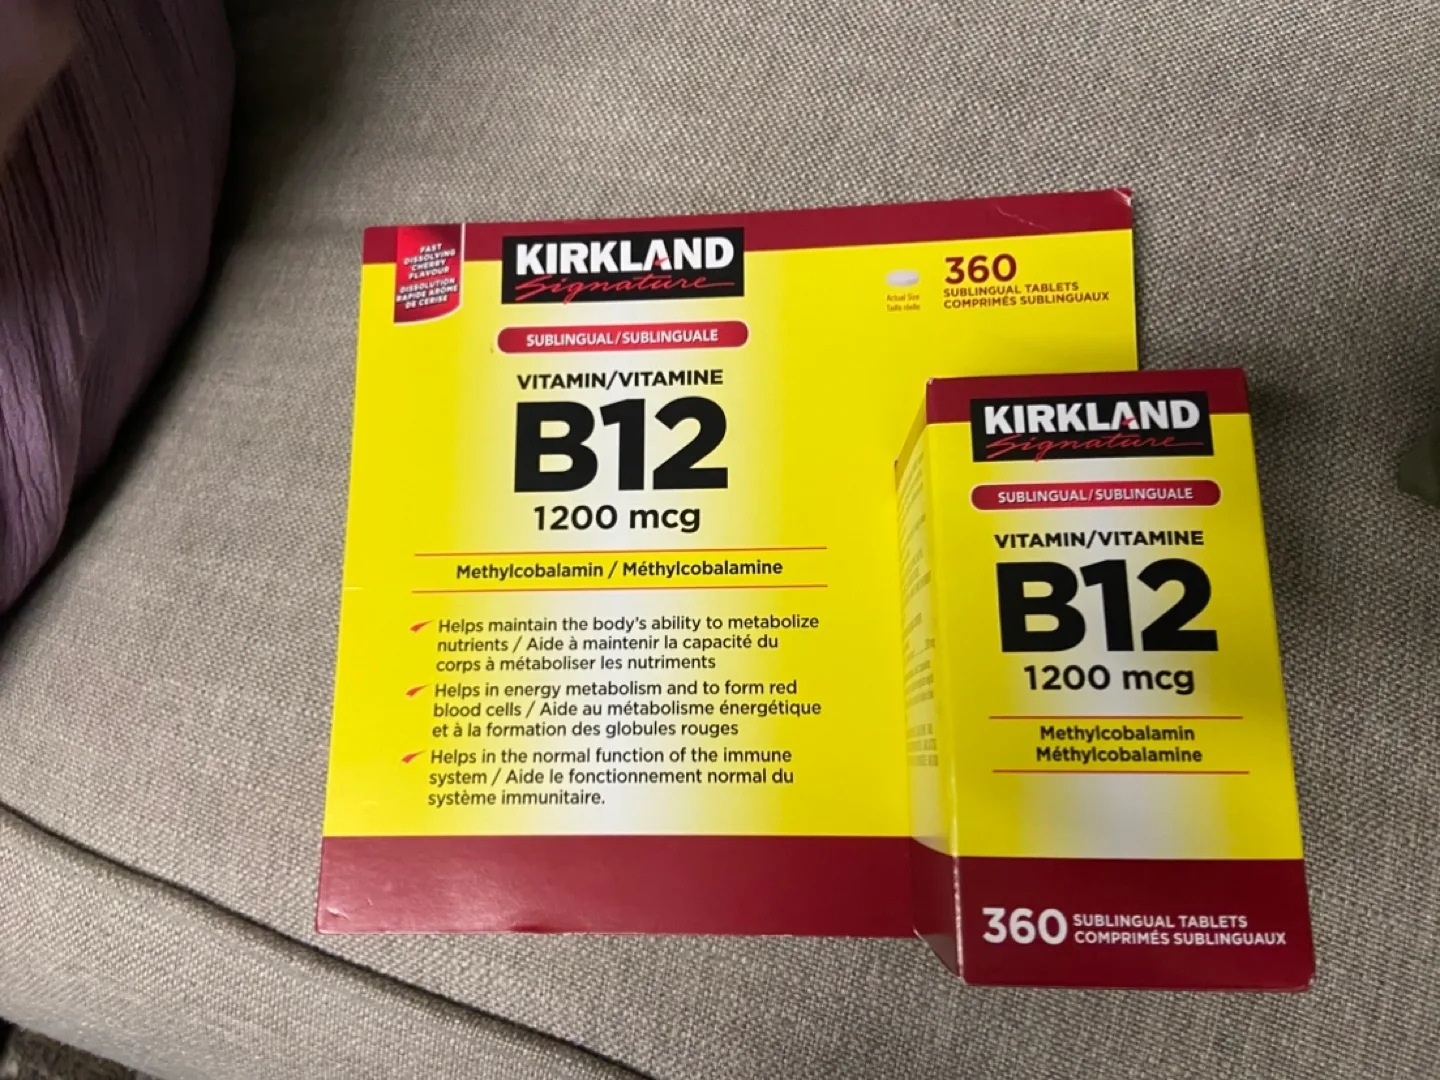 FAST
DISSOLVING
CHERRY
FLAVOUR
DISSOLUTION
RAPIDE ARÔME
DE CERISE
KIRKLAND
Signature
SUBLINGUAL/SUBLINGUALE
VITAMIN/VITAMINE
B12
1200 mcg
Methylcobalamin / Méthylcobalamine
Helps maintain the body's ability to metabolize
nutrients / Aide à maintenir la capacité du
corps à métaboliser les nutriments
Helps in energy metabolism and to form red
blood cells / Aide au métabolisme énergétique
et à la formation des globules rouges
Helps in the normal function of the immune
system / Aide le fonctionnement normal du
système immunitaire.
Actual Size
Taille réelle
360
SUBLINGUAL TABLETS
COMPRIMÉS SUBLINGUAUX
KIRKLAND
Signature
SUBLINGUAL/SUBLINGUALE
VITAMIN/VITAMINE
B12
1200 mcg
Methylcobalamin
Méthylcobalamine
360 SUBLINGUAL TABLETS
COMPRIMÉS SUBLINGUAUX